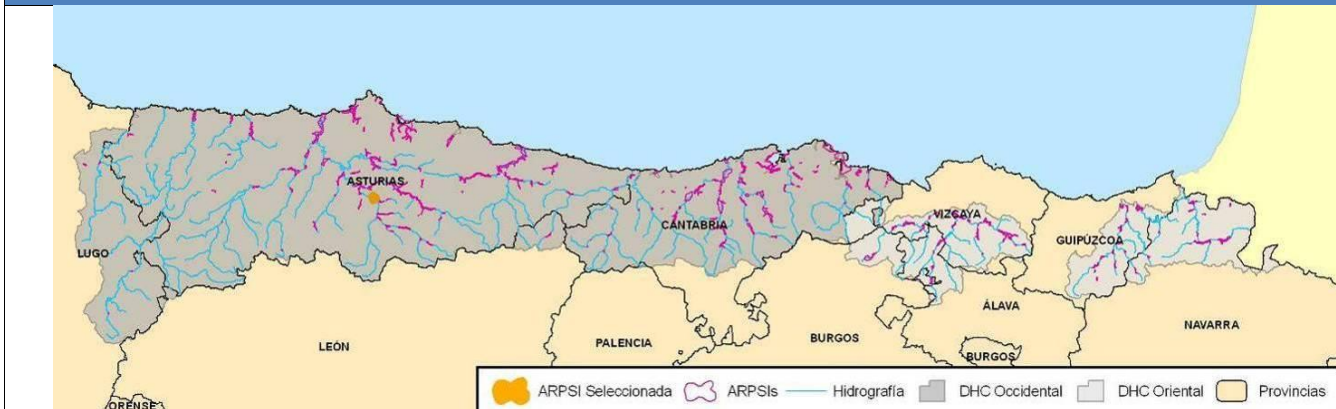 ASTURIAS
VIZCAYA
CANTABRIA
GUIPÚZCOA
LUGO
ÁLAVA
NAVARRA
LEÓN
PALENCIA
BURGOS
BURGOS
ARPSI Seleccionada ARPSIs Hidrografía DHC Occidental DHC Oriental Provincias
ORENSE